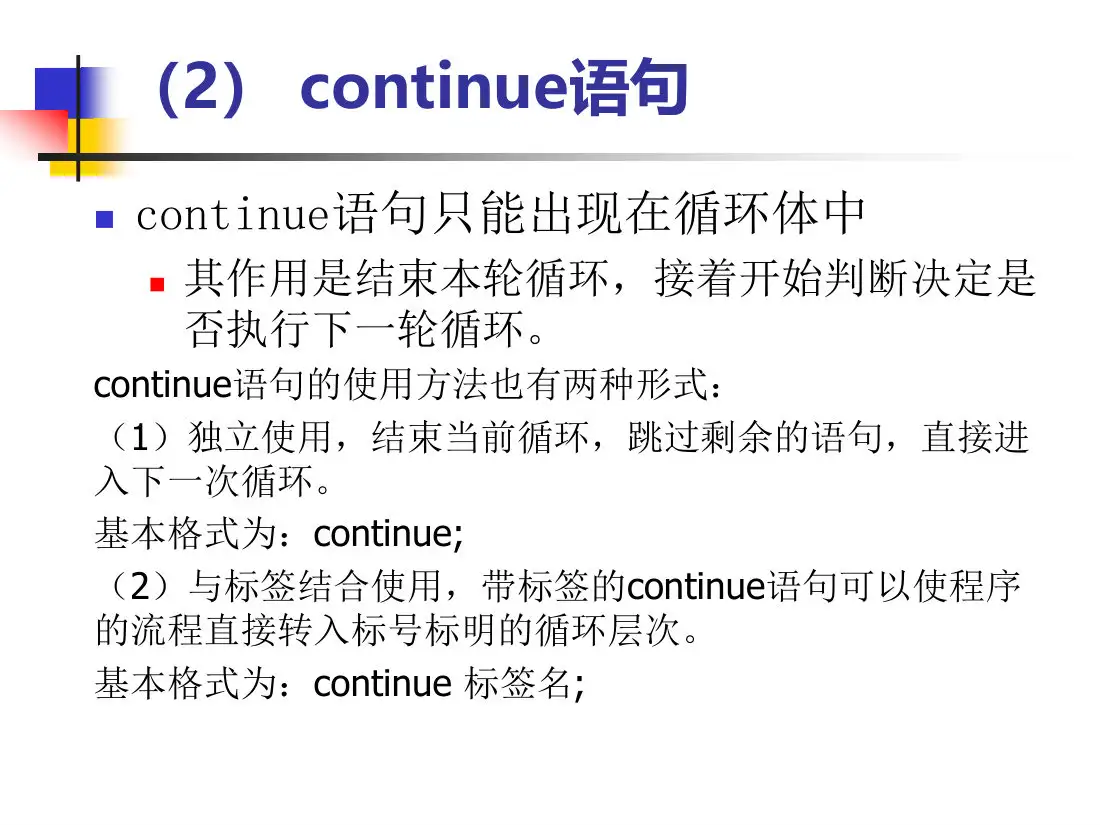 （2） continue语句
continue语句只能出现在循环体中
其作用是结束本轮循环，接着开始判断决定是
否执行下一轮循环。
continue语句的使用方法也有两种形式：
（1）独立使用，结束当前循环，跳过剩余的语句，直接进
入下一次循环。
基本格式为：continue;
（2）与标签结合使用，带标签的continue语句可以使程序
的流程直接转入标号标明的循环层次。
基本格式为：continue 标签名;